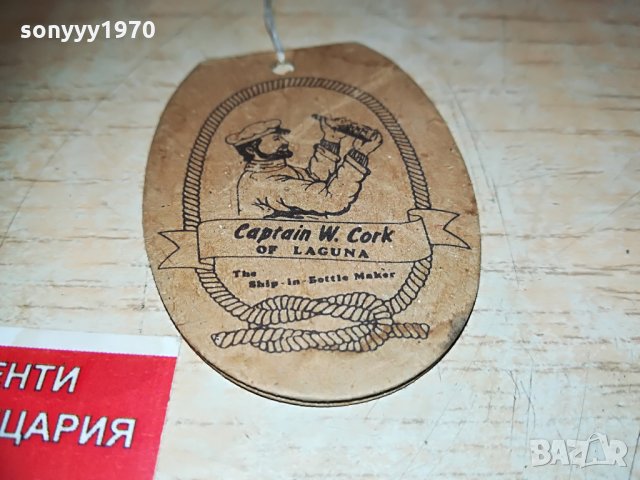 sonyyy1970
Captain W. Cork
OF LAGUNA
The
Ship-in-Bottle Maker
ЕНТИ
ЦАРИЯ
BAZAR